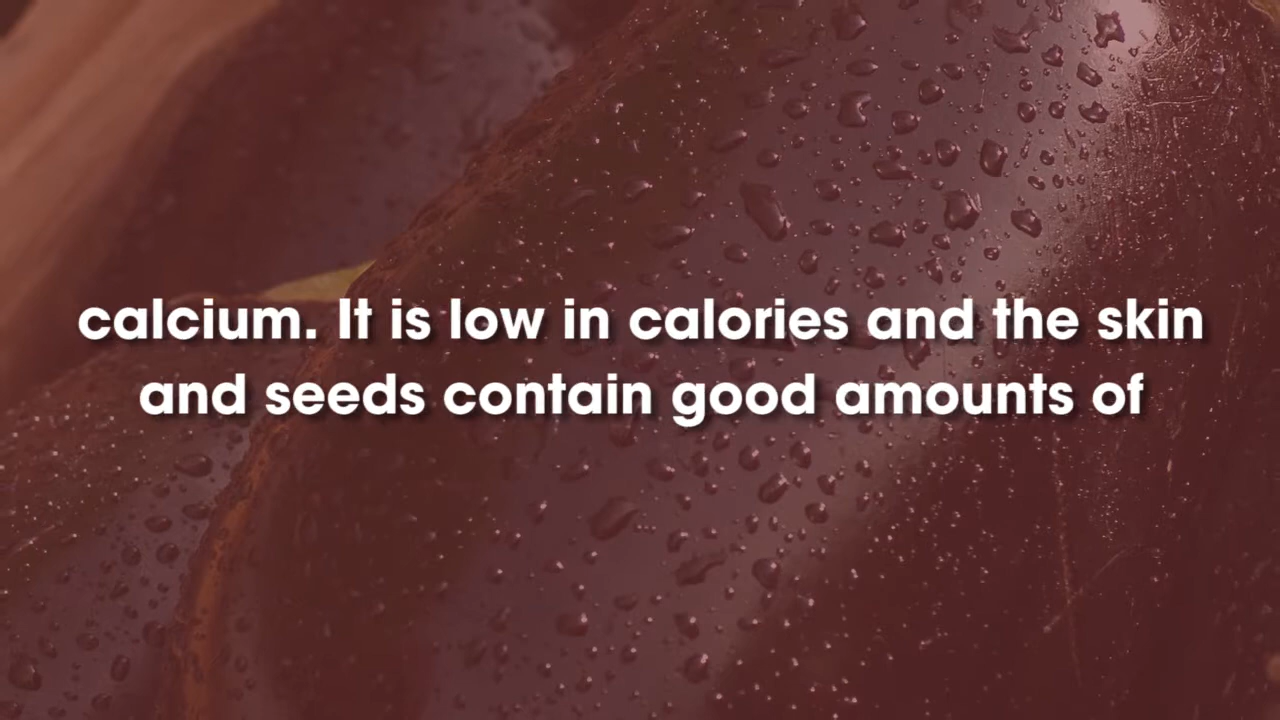 calcium. It is low in calories and the skin
and seeds contain good amounts of